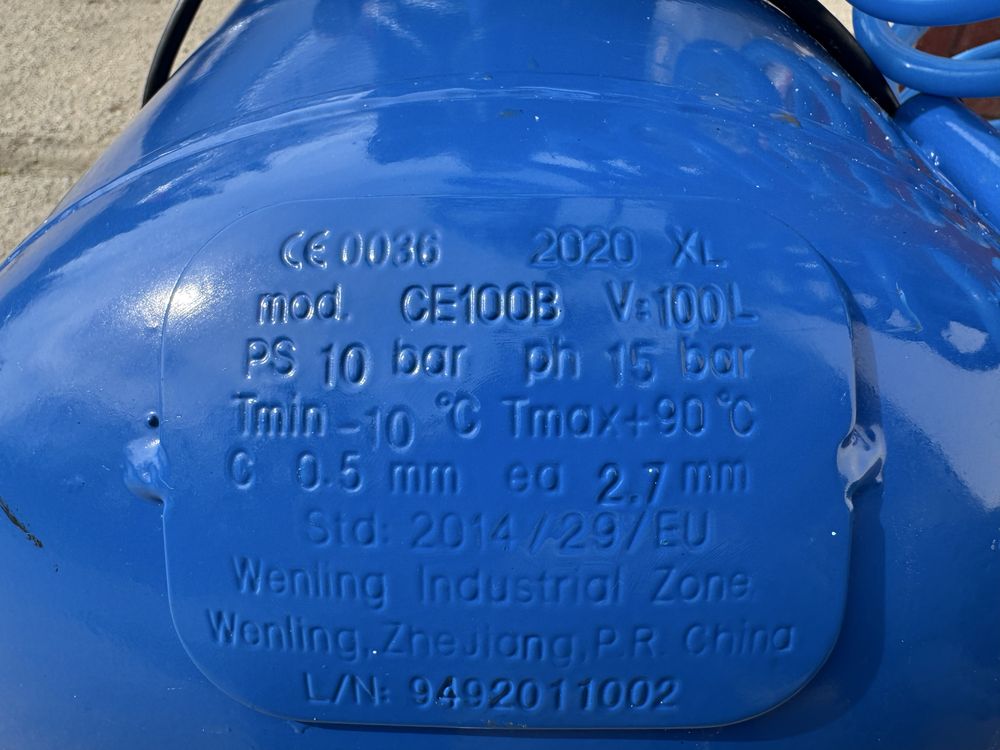 CE 0036 2020 XL
mod. CE100B V:100L
PS 10 bar ph 15 bar
Tmin -10 °C Tmax+90 °C
C 0.5 mm ea 2.7 mm
Std: 2014/29/EU
Wenling Industrial Zone
Wenling,ZheJiang,P.R. China
L/N: 9492011002